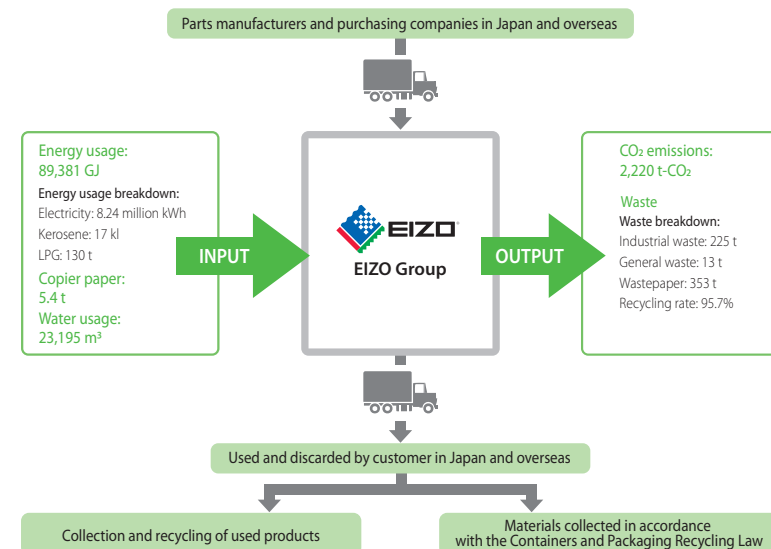 Parts manufacturers and purchasing companies in Japan and overseas
Energy usage:
89,381 GJ
Energy usage breakdown:
Electricity: 8.24 million kWh
Kerosene: 17 kl
LPG: 130 t
Copier paper:
5.4 t
Water usage:
23,195 m³
INPUT
EIZO
EIZO Group
OUTPUT
CO₂ emissions:
2,220 t-CO₂
Waste
Waste breakdown:
Industrial waste: 225 t
General waste: 13 t
Wastepaper: 353 t
Recycling rate: 95.7%
Used and discarded by customer in Japan and overseas
Collection and recycling of used products
Materials collected in accordance
with the Containers and Packaging Recycling Law